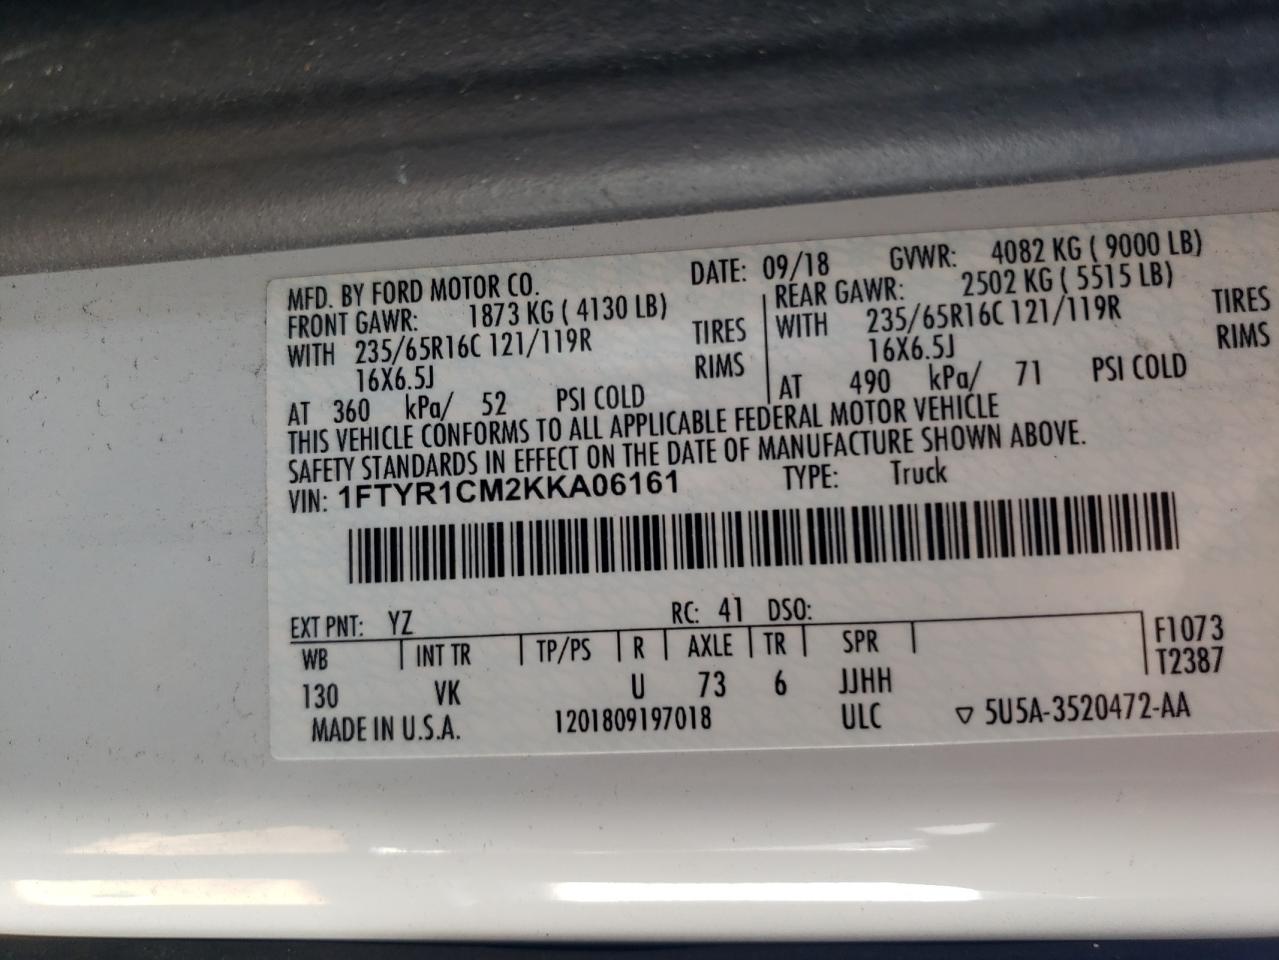 MFD. BY FORD MOTOR CO. DATE: 09/18 GVWR: 4082 KG ( 9000 LB)
FRONT GAWR: 1873 KG ( 4130 LB) REAR GAWR: 2502 KG ( 5515 LB)
WITH 235/65R16C 121/119R TIRES WITH 235/65R16C 121/119R TIRES
16X6.5J RIMS 16X6.5J RIMS
AT 360 kPa/ 52 PSI COLD AT 490 kPa/ 71 PSI COLD
THIS VEHICLE CONFORMS TO ALL APPLICABLE FEDERAL MOTOR VEHICLE
SAFETY STANDARDS IN EFFECT ON THE DATE OF MANUFACTURE SHOWN ABOVE.
VIN: 1FTYR1CM2KKA06161 TYPE: Truck
EXT PNT: YZ RC: 41 DSO:
WB INT TR TP/PS R AXLE TR SPR F1073
T2387
130 VK U 73 6 JJHH
MADE IN U.S.A. 1201809197018 ULC ▽ 5U5A-3520472-AA